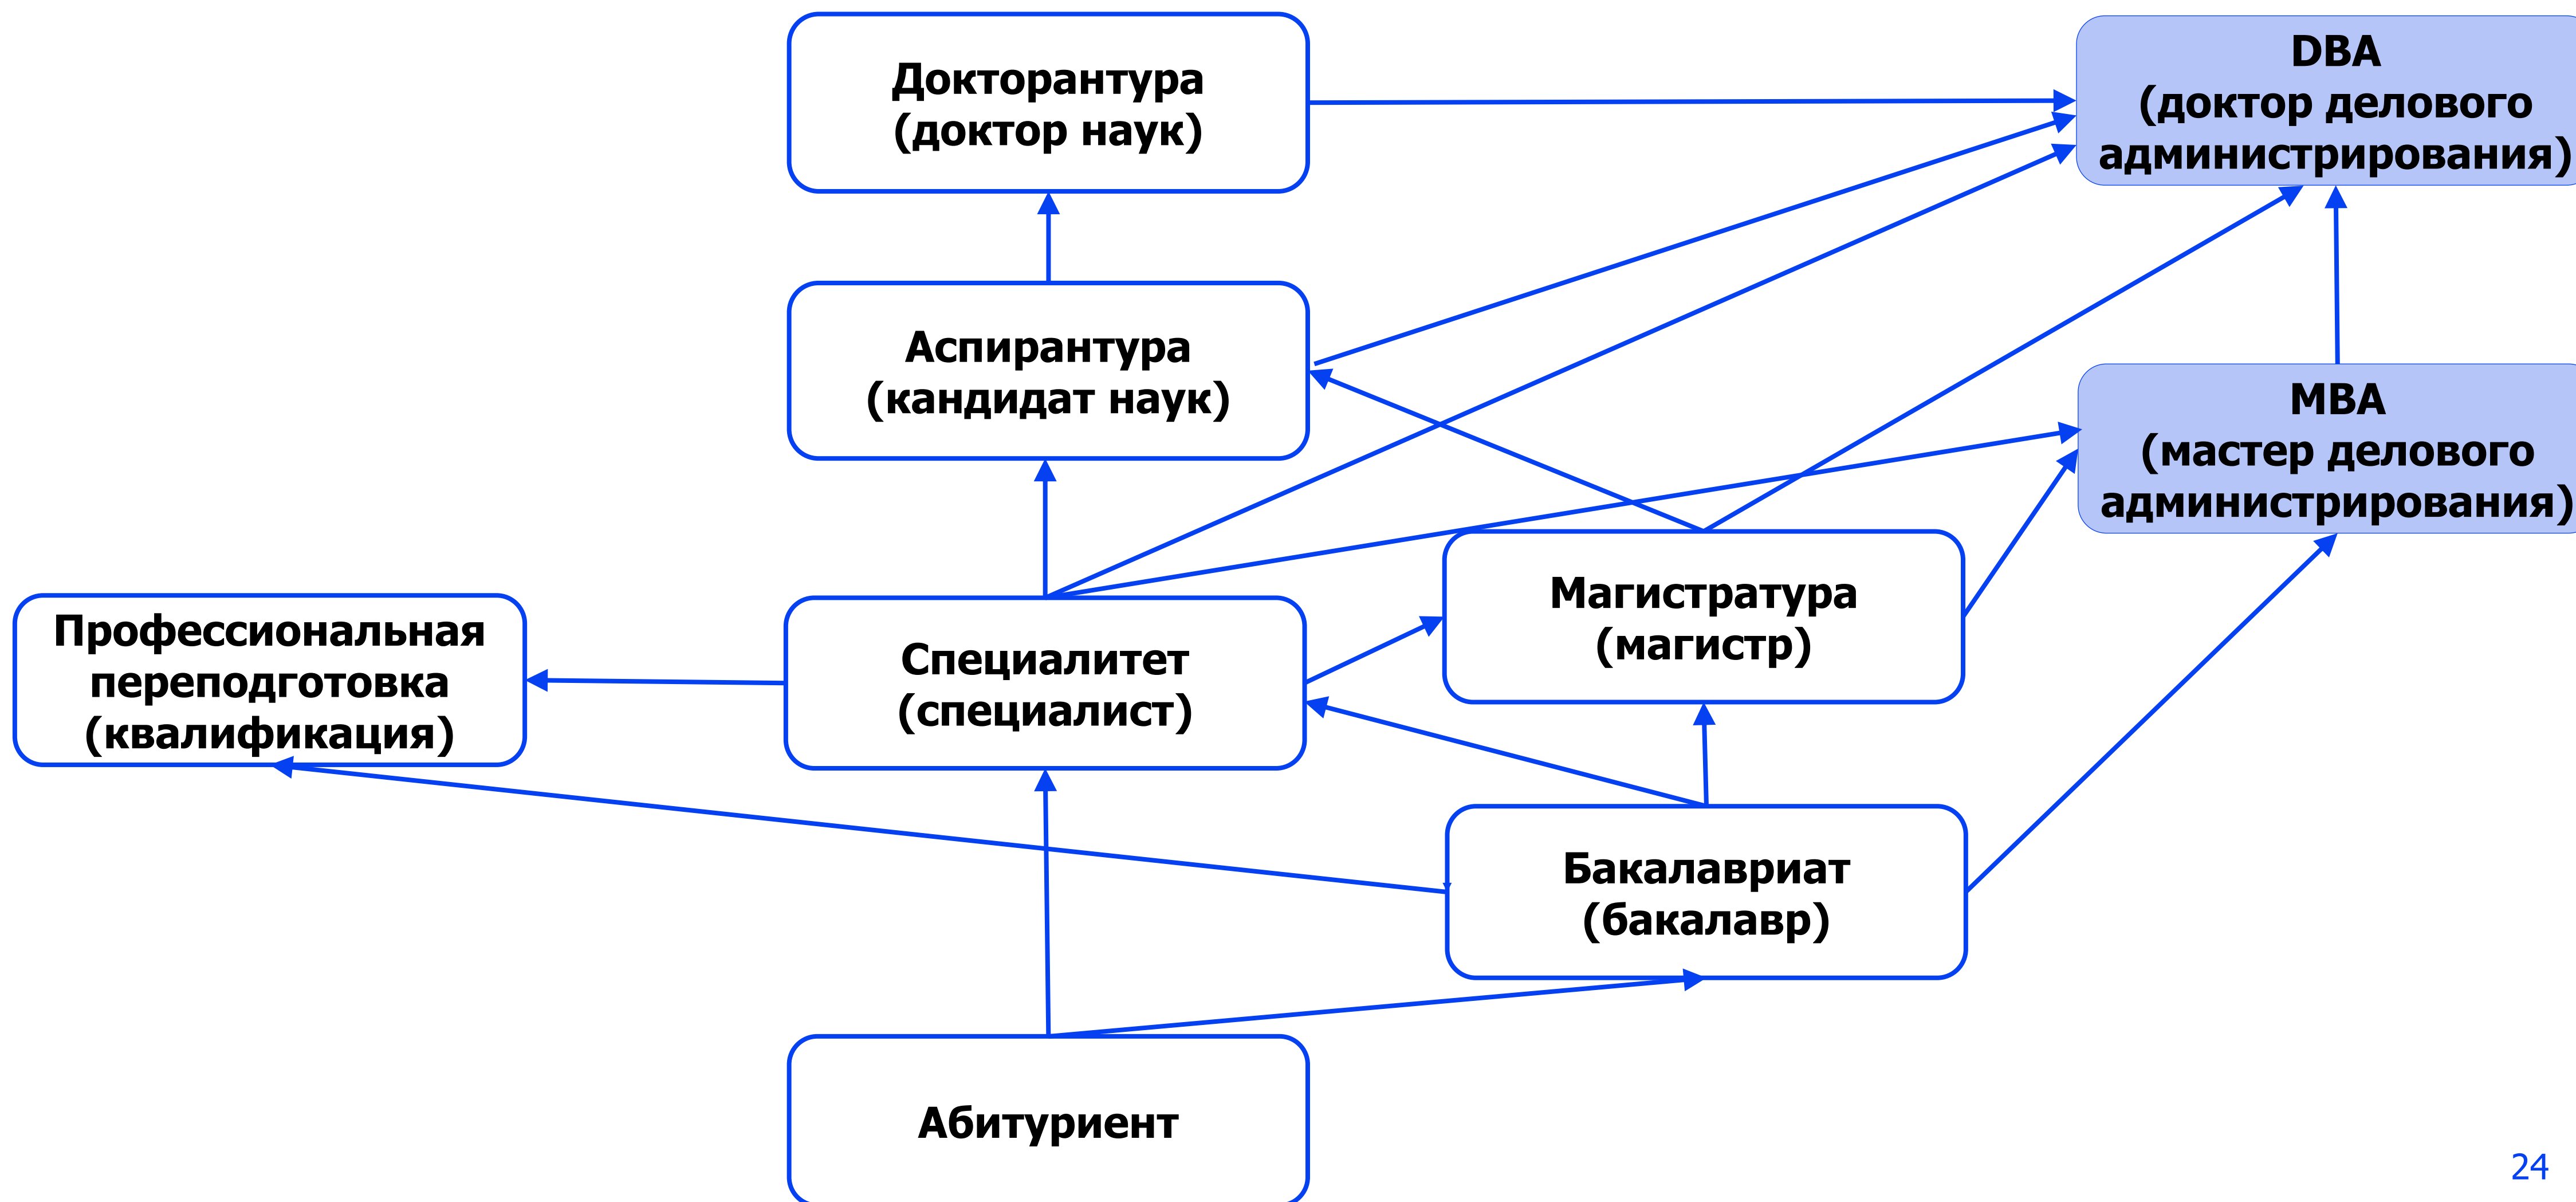 Докторантура
(доктор наук)
DBA
(доктор делового
администрирования)
Аспирантура
(кандидат наук)
MBA
(мастер делового
администрирования)
Профессиональная
переподготовка
(квалификация)
Специалитет
(специалист)
Магистратура
(магистр)
Бакалавриат
(бакалавр)
Абитуриент
24